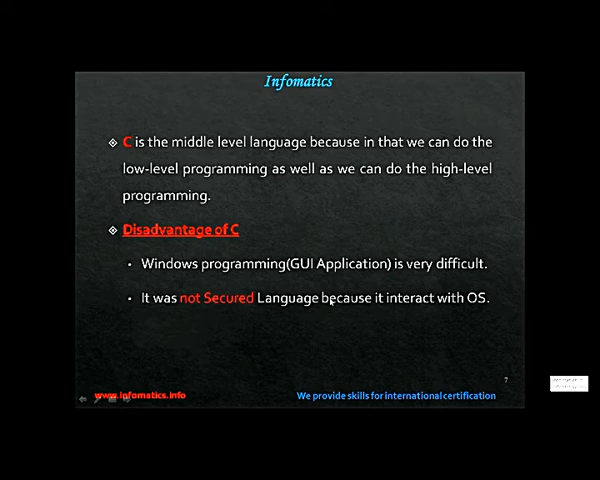 Infomatics
C is the middle level language because in that we can do the
low-level programming as well as we can do the high-level
programming.
Disadvantage of C
Windows programming(GUI Application) is very difficult.
It was not Secured Language because it interact with OS.
7
www.infomatics.info
We provide skills for international certification